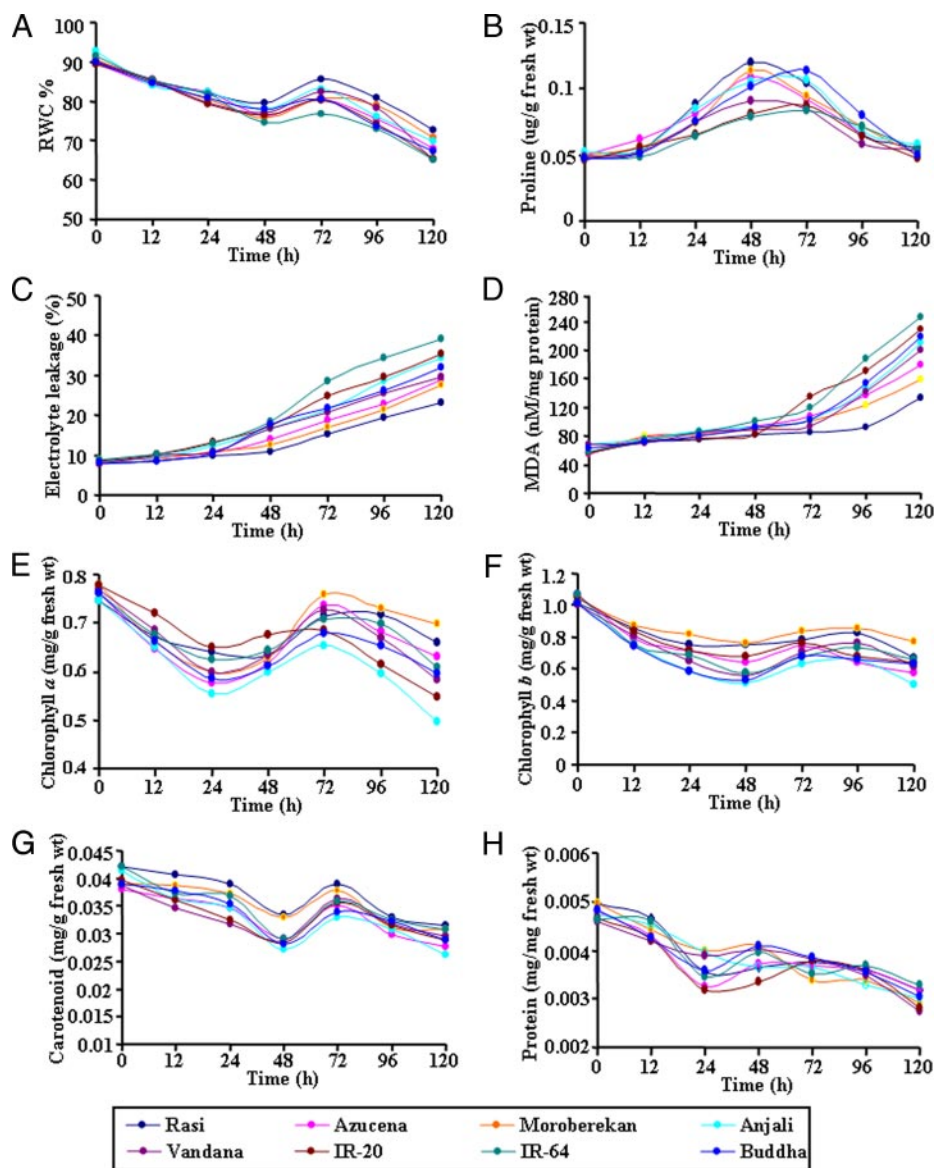 A
RWC %
100
90
80
70
60
50
0 12 24 48 72 96 120
Time (h)
B
Proline (ug/g fresh wt)
0.15
0.1
0.05
0
0 12 24 48 72 96 120
Time (h)
C
Electrolyte leakage (%)
50
40
30
20
10
0
0 12 24 48 72 96 120
Time (h)
D
MDA (nM/mg protein)
280
240
200
160
120
80
40
0
0 12 24 48 72 96 120
Time (h)
E
Chlorophyll a (mg/g fresh wt)
0.8
0.7
0.6
0.5
0.4
0 12 24 48 72 96 120
Time (h)
F
Chlorophyll b (mg/g fresh wt)
1.2
1.0
0.8
0.6
0.4
0.2
0
0 12 24 48 72 96 120
Time (h)
G
Carotenoid (mg/g fresh wt)
0.045
0.04
0.035
0.03
0.025
0.02
0.015
0.01
0 12 24 48 72 96 120
Time (h)
H
Protein (mg/mg fresh wt)
0.006
0.005
0.004
0.003
0.002
0 12 24 48 72 96 120
Time (h)
Rasi Azucena Moroberekan Anjali
Vandana IR-20 IR-64 Buddha